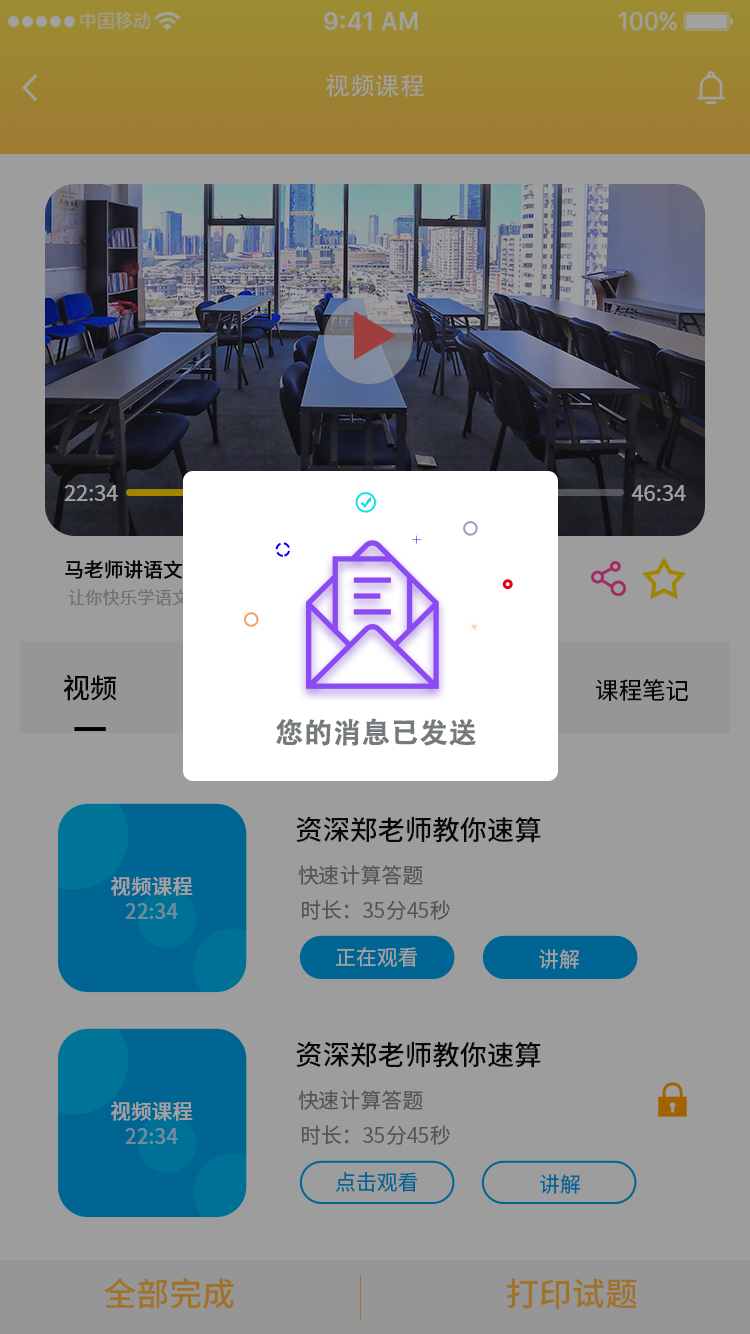 中国移动
9:41 AM
100%
视频课程
22:34
46:34
马老师讲语文
让你快乐学语文
视频
课程笔记
您的消息已发送
视频课程
22:34
资深郑老师教你速算
快速计算答题
时长：35分45秒
正在观看
讲解
视频课程
22:34
资深郑老师教你速算
快速计算答题
时长：35分45秒
点击观看
讲解
全部完成
打印试题